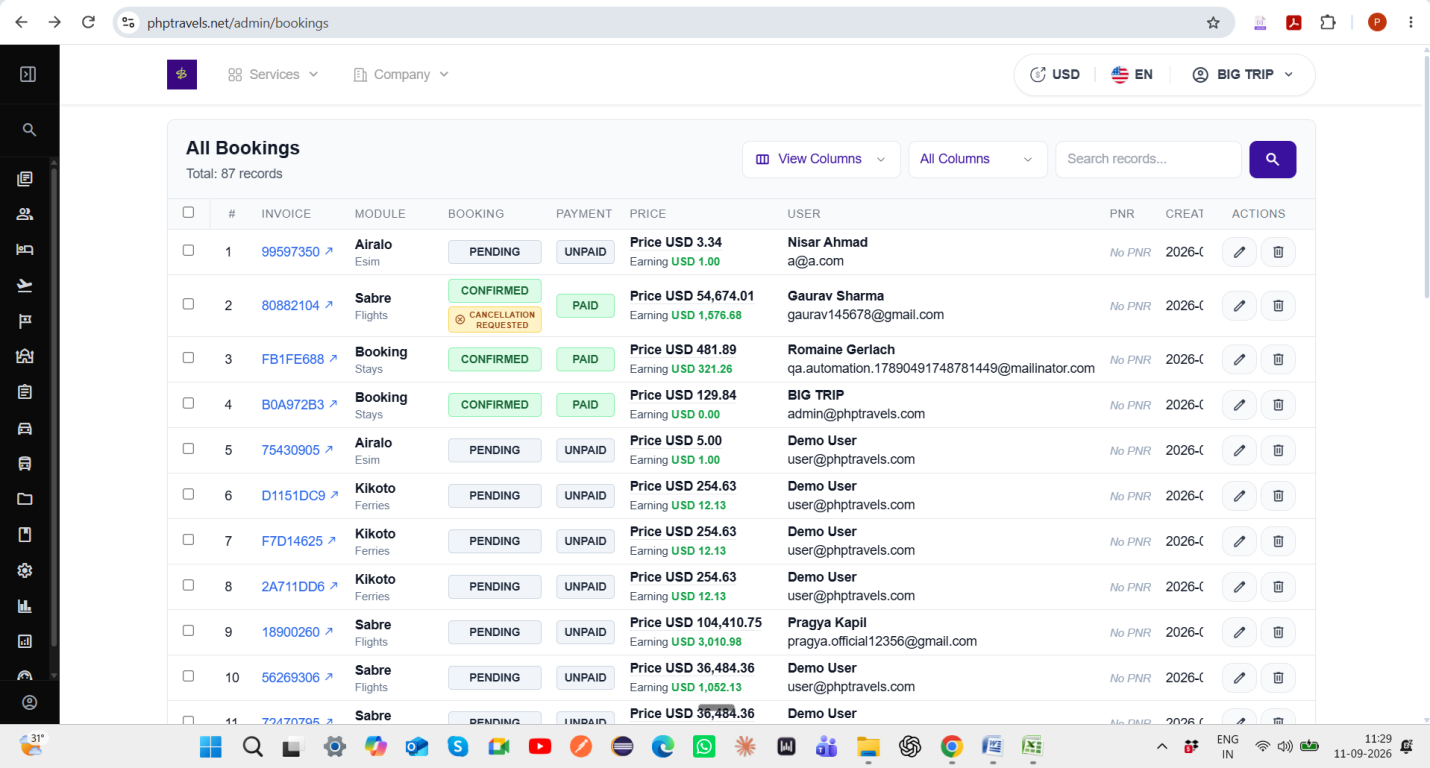 phptravels.net/admin/bookings
P
Services
Company
USD
EN
BIG TRIP
All Bookings
Total: 87 records
View Columns
All Columns
Search records...
# INVOICE MODULE BOOKING PAYMENT PRICE USER PNR CREAT ACTIONS
1 99597350 Airalo Esim PENDING UNPAID Price USD 3.34 Earning USD 1.00 Nisar Ahmad a@a.com No PNR 2026-0
2 80882104 Sabre Flights CONFIRMED CANCELLATION REQUESTED PAID Price USD 54,674.01 Earning USD 1,576.68 Gaurav Sharma gaurav145678@gmail.com No PNR 2026-0
3 FB1FE688 Booking Stays CONFIRMED PAID Price USD 481.89 Earning USD 321.26 Romaine Gerlach qa.automation.17890491748781449@mailinator.com No PNR 2026-0
4 B0A972B3 Booking Stays CONFIRMED PAID Price USD 129.84 Earning USD 0.00 BIG TRIP admin@phptravels.com No PNR 2026-0
5 75430905 Airalo Esim PENDING UNPAID Price USD 5.00 Earning USD 1.00 Demo User user@phptravels.com No PNR 2026-0
6 D1151DC9 Kikoto Ferries PENDING UNPAID Price USD 254.63 Earning USD 12.13 Demo User user@phptravels.com No PNR 2026-0
7 F7D14625 Kikoto Ferries PENDING UNPAID Price USD 254.63 Earning USD 12.13 Demo User user@phptravels.com No PNR 2026-0
8 2A711DD6 Kikoto Ferries PENDING UNPAID Price USD 254.63 Earning USD 12.13 Demo User user@phptravels.com No PNR 2026-0
9 18900260 Sabre Flights PENDING UNPAID Price USD 104,410.75 Earning USD 3,010.98 Pragya Kapil pragya.official12356@gmail.com No PNR 2026-0
10 56269306 Sabre Flights PENDING UNPAID Price USD 36,484.36 Earning USD 1,052.13 Demo User user@phptravels.com No PNR 2026-0
11 72470795 Sabre PENDING UNPAID Price USD 36,484.36 Demo User No PNR 2026-0
31°
ENG
IN
11:29
11-09-2026